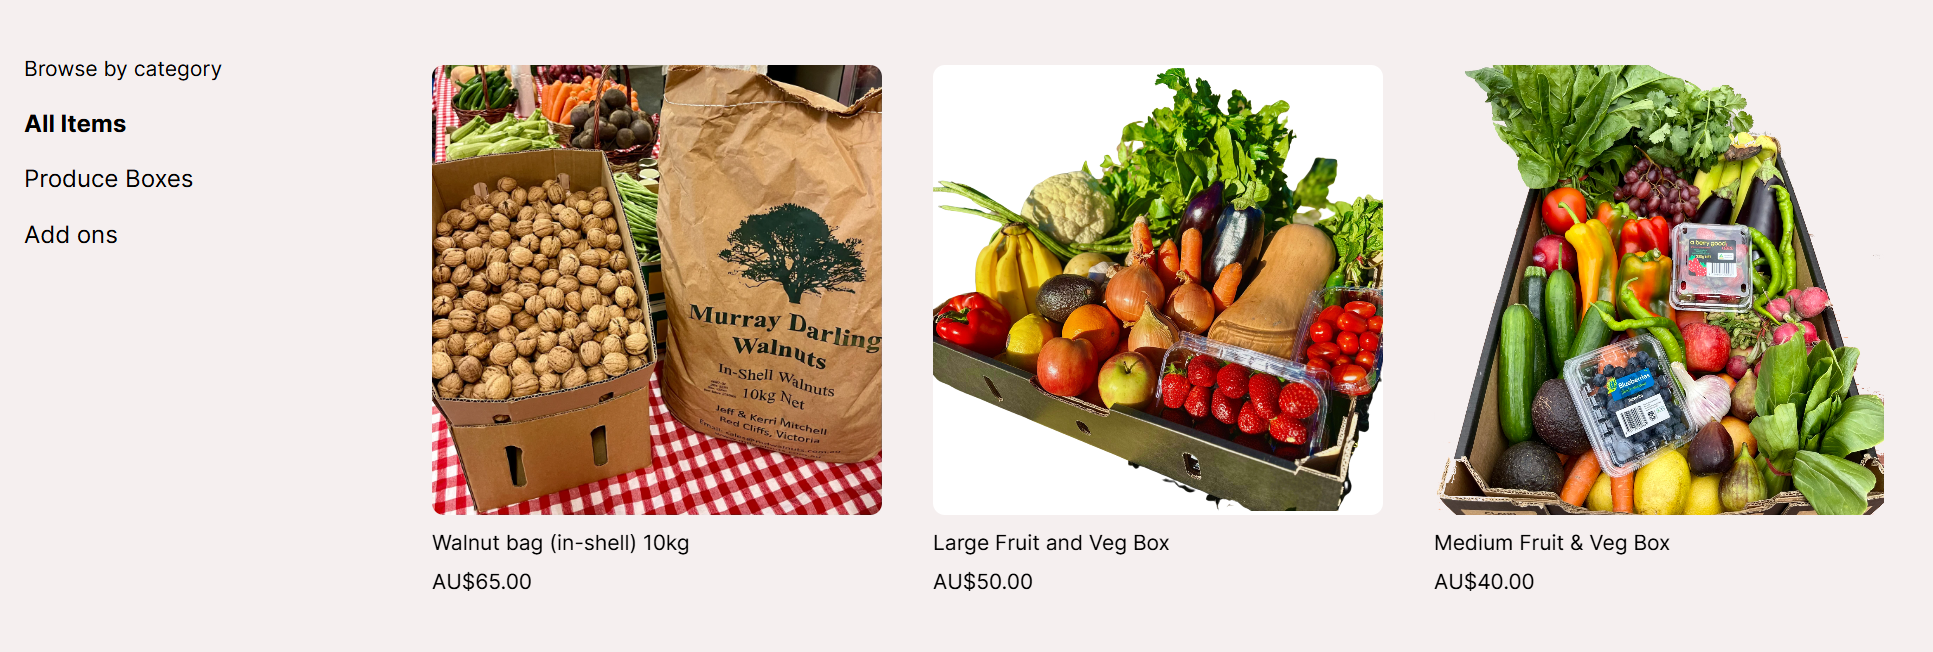 Browse by category
All Items
Produce Boxes
Add ons
Murray Darling
Walnuts
In-Shell Walnuts
10kg Net
Jeff & Kerri Mitchell
Red Cliffs, Victoria
Walnut bag (in-shell) 10kg
AU$65.00
Large Fruit and Veg Box
AU$50.00
a berry good
Blueberries
Medium Fruit & Veg Box
AU$40.00